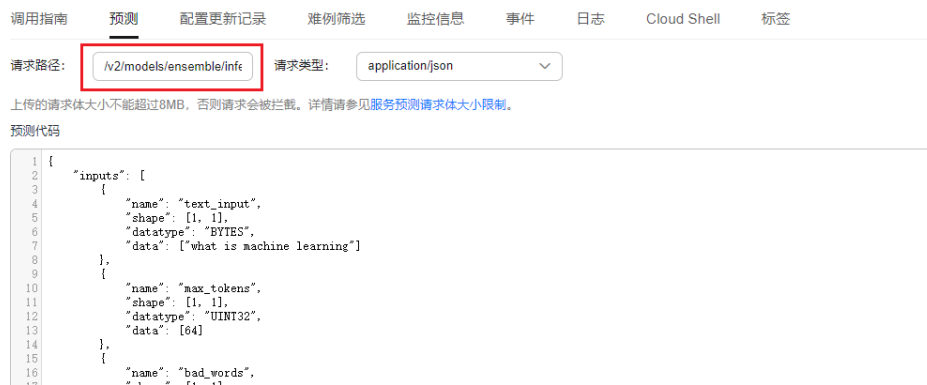 调用指南 预测 配置更新记录 难例筛选 监控信息 事件 日志 Cloud Shell 标签
请求路径： /v2/models/ensemble/infe 请求类型： application/json
上传的请求体大小不能超过8MB，否则请求会被拦截。详情请参见服务预测请求体大小限制。
预测代码
1 {
2 "inputs": [
3 {
4 "name": "text_input",
5 "shape": [1, 1],
6 "datatype": "BYTES",
7 "data": ["what is machine learning"]
8 },
9 {
10 "name": "max_tokens",
11 "shape": [1, 1],
12 "datatype": "UINT32",
13 "data": [64]
14 },
15 {
16 "name": "bad_words",